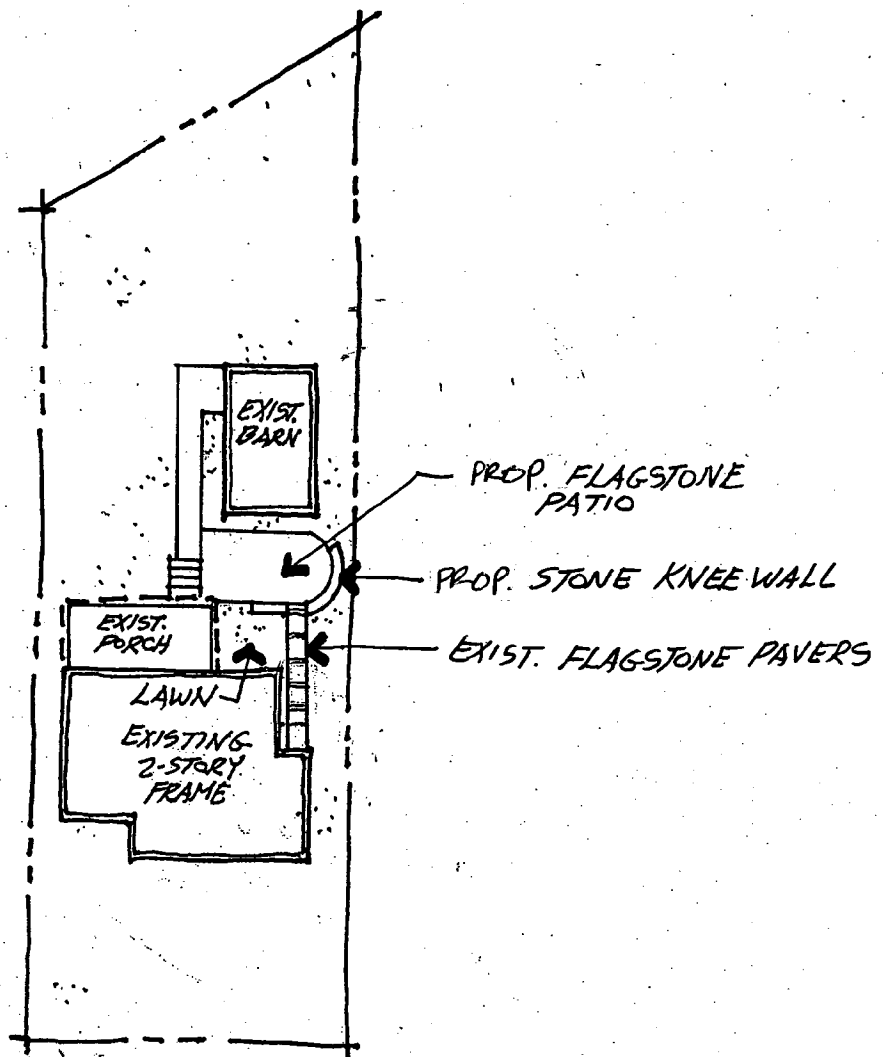 EXIST.
BARN
PROP. FLAGSTONE
PATIO
PROP. STONE KNEE WALL
EXIST.
PORCH
EXIST. FLAGSTONE PAVERS
LAWN
EXISTING
2-STORY
FRAME